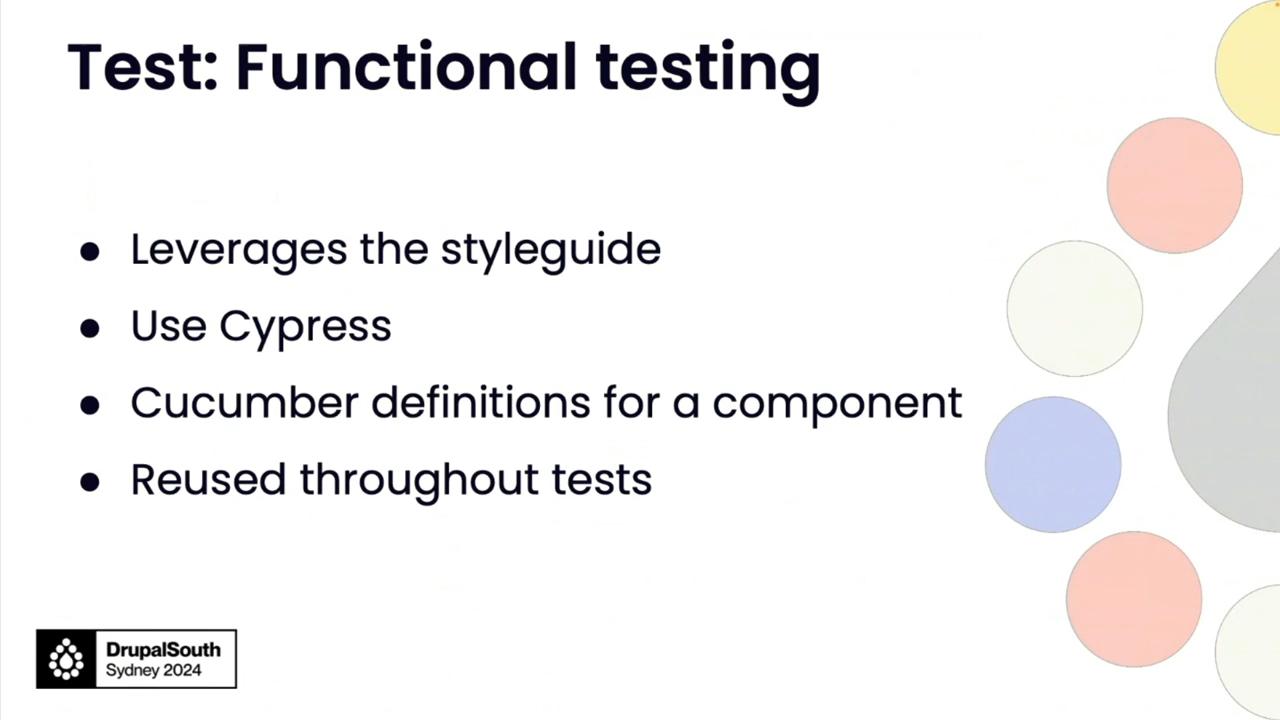 Test: Functional testing
● Leverages the styleguide
● Use Cypress
● Cucumber definitions for a component
● Reused throughout tests
DrupalSouth
Sydney 2024